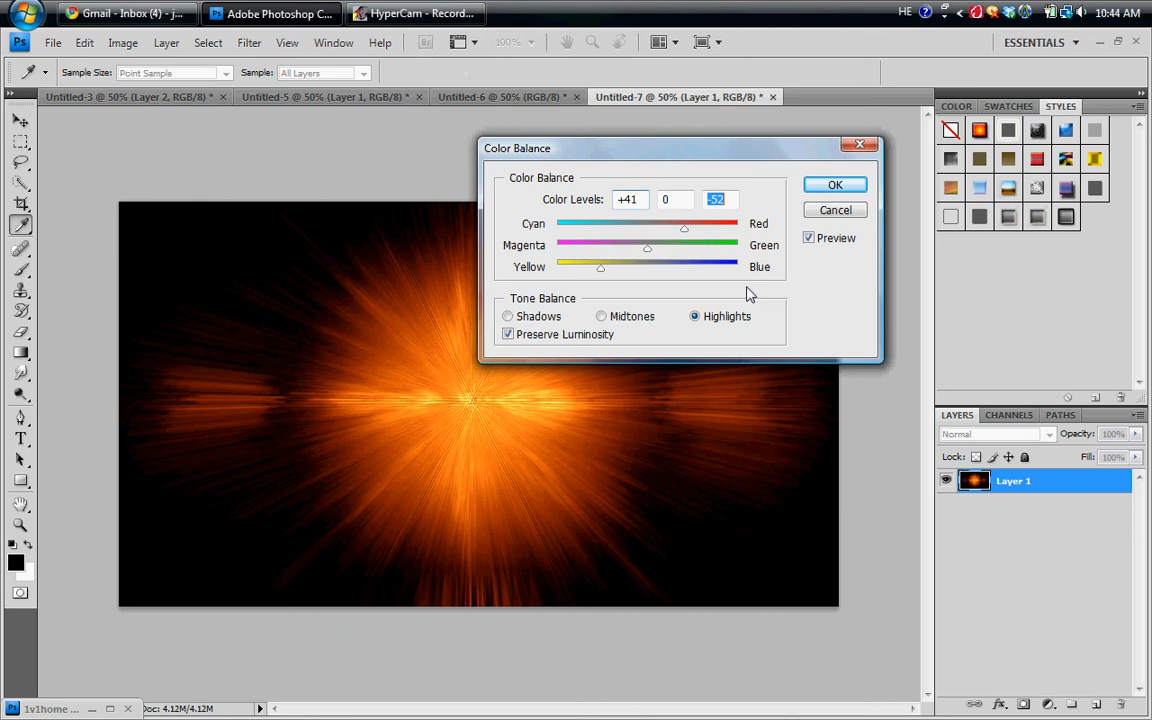 Gmail - Inbox (4) - j...
Adobe Photoshop C...
HyperCam - Record...
HE
10:44 AM
Ps File Edit Image Layer Select Filter View Window Help
Br
100%
ESSENTIALS
Sample Size: Point Sample
Sample: All Layers
Untitled-3 @ 50% (Layer 2, RGB/8) *
Untitled-5 @ 50% (Layer 1, RGB/8) *
Untitled-6 @ 50% (RGB/8) *
Untitled-7 @ 50% (Layer 1, RGB/8) *
COLOR SWATCHES STYLES
Color Balance
Color Balance
Color Levels: +41 0 -52
Cyan Red
Magenta Green
Yellow Blue
Tone Balance
Shadows Midtones Highlights
Preserve Luminosity
OK
Cancel
Preview
LAYERS CHANNELS PATHS
Normal Opacity: 100%
Lock: Fill: 100%
Layer 1
Ps 1v1home ...
Doc: 4.12M/4.12M